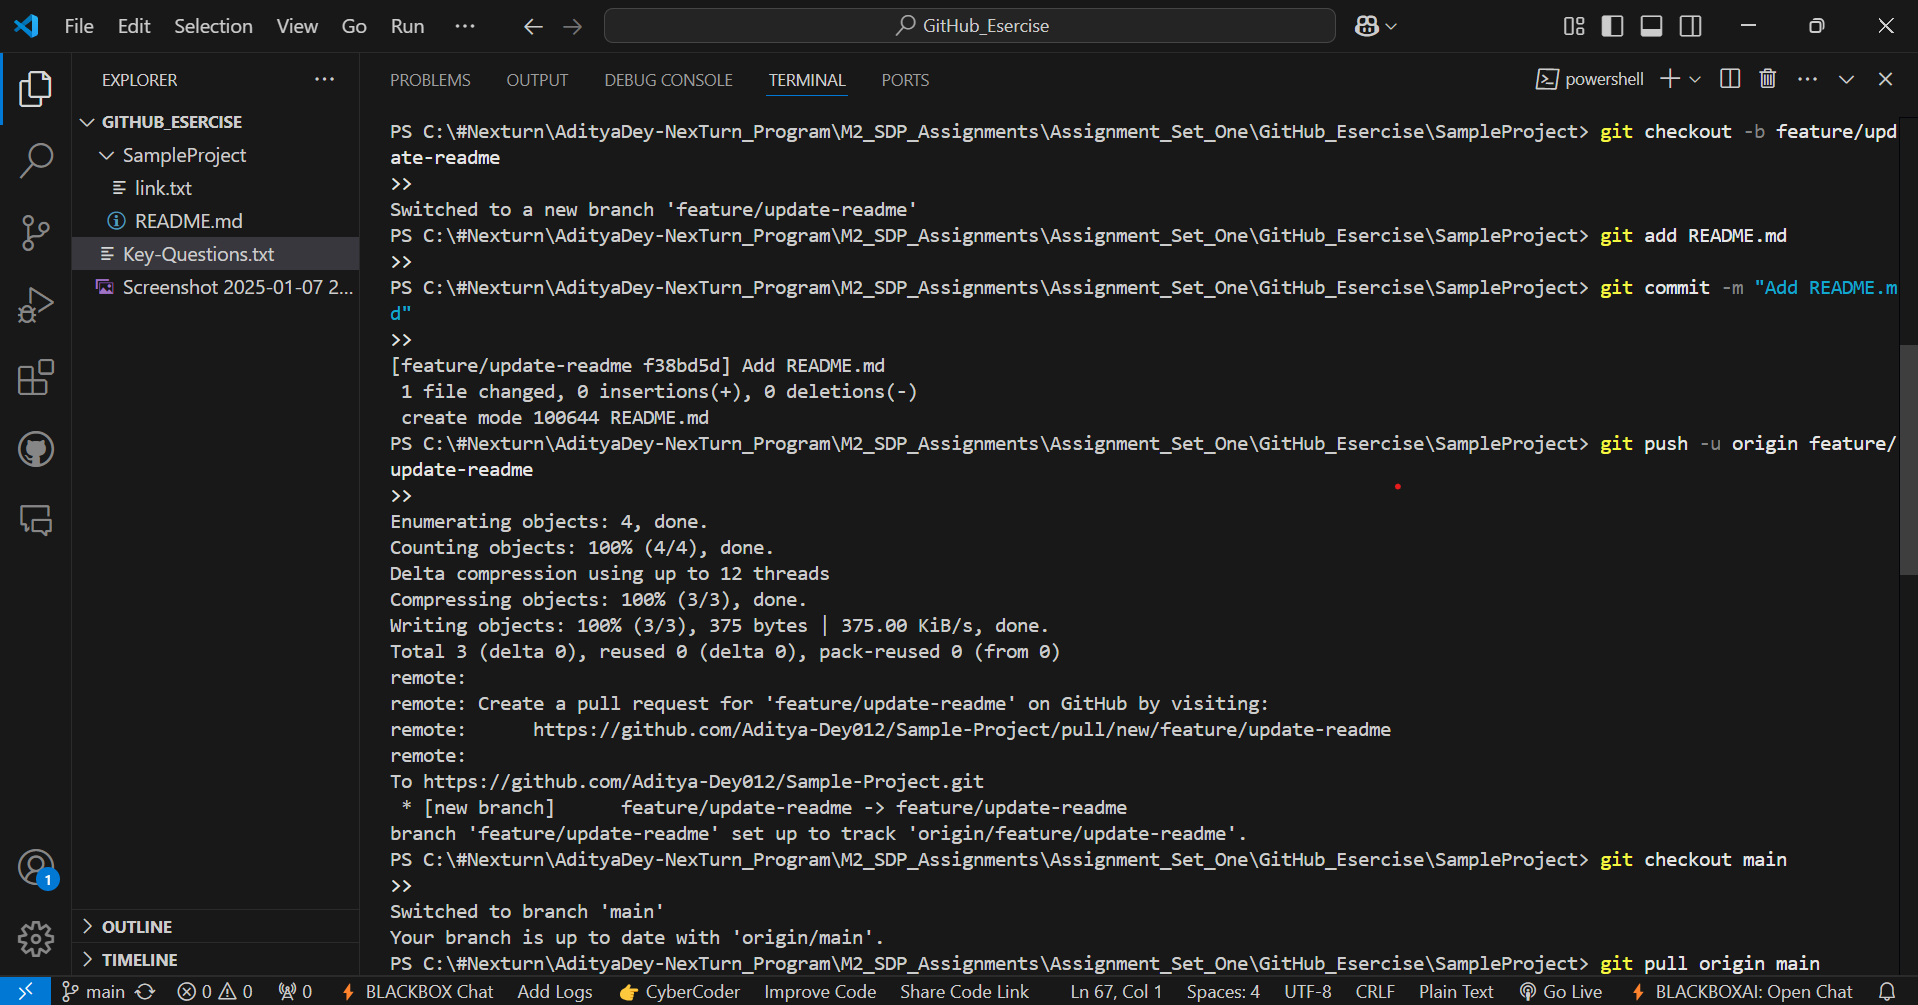 File Edit Selection View Go Run ··· GitHub_Esercise
EXPLORER
GITHUB_ESERCISE
SampleProject
link.txt
README.md
Key-Questions.txt
Screenshot 2025-01-07 2...
OUTLINE
TIMELINE
1
PROBLEMS OUTPUT DEBUG CONSOLE TERMINAL PORTS powershell
PS C:\#Nexturn\AdityaDey-NexTurn_Program\M2_SDP_Assignments\Assignment_Set_One\GitHub_Esercise\SampleProject> git checkout -b feature/upd
ate-readme
>>
Switched to a new branch 'feature/update-readme'
PS C:\#Nexturn\AdityaDey-NexTurn_Program\M2_SDP_Assignments\Assignment_Set_One\GitHub_Esercise\SampleProject> git add README.md
>>
PS C:\#Nexturn\AdityaDey-NexTurn_Program\M2_SDP_Assignments\Assignment_Set_One\GitHub_Esercise\SampleProject> git commit -m "Add README.m
d"
>>
[feature/update-readme f38bd5d] Add README.md
 1 file changed, 0 insertions(+), 0 deletions(-)
 create mode 100644 README.md
PS C:\#Nexturn\AdityaDey-NexTurn_Program\M2_SDP_Assignments\Assignment_Set_One\GitHub_Esercise\SampleProject> git push -u origin feature/
update-readme
>>
Enumerating objects: 4, done.
Counting objects: 100% (4/4), done.
Delta compression using up to 12 threads
Compressing objects: 100% (3/3), done.
Writing objects: 100% (3/3), 375 bytes | 375.00 KiB/s, done.
Total 3 (delta 0), reused 0 (delta 0), pack-reused 0 (from 0)
remote:
remote: Create a pull request for 'feature/update-readme' on GitHub by visiting:
remote:      https://github.com/Aditya-Dey012/Sample-Project/pull/new/feature/update-readme
remote:
To https://github.com/Aditya-Dey012/Sample-Project.git
 * [new branch]      feature/update-readme -> feature/update-readme
branch 'feature/update-readme' set up to track 'origin/feature/update-readme'.
PS C:\#Nexturn\AdityaDey-NexTurn_Program\M2_SDP_Assignments\Assignment_Set_One\GitHub_Esercise\SampleProject> git checkout main
>>
Switched to branch 'main'
Your branch is up to date with 'origin/main'.
PS C:\#Nexturn\AdityaDey-NexTurn_Program\M2_SDP_Assignments\Assignment_Set_One\GitHub_Esercise\SampleProject> git pull origin main
main 0 0 0 BLACKBOX Chat Add Logs CyberCoder Improve Code Share Code Link Ln 67, Col 1 Spaces: 4 UTF-8 CRLF Plain Text Go Live BLACKBOXAI: Open Chat